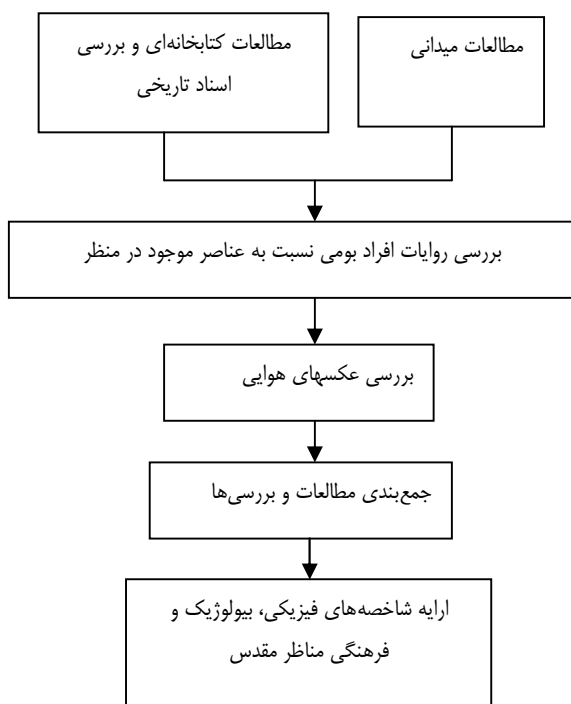 مطالعات میدانی
مطالعات کتابخانه‌ای و بررسی
اسناد تاریخی
بررسی روایات افراد بومی نسبت به عناصر موجود در منظر
بررسی عکسهای هوایی
جمع‌بندی مطالعات و بررسی‌ها
ارایه شاخصه‌های فیزیکی، بیولوژیک و
فرهنگی مناظر مقدس